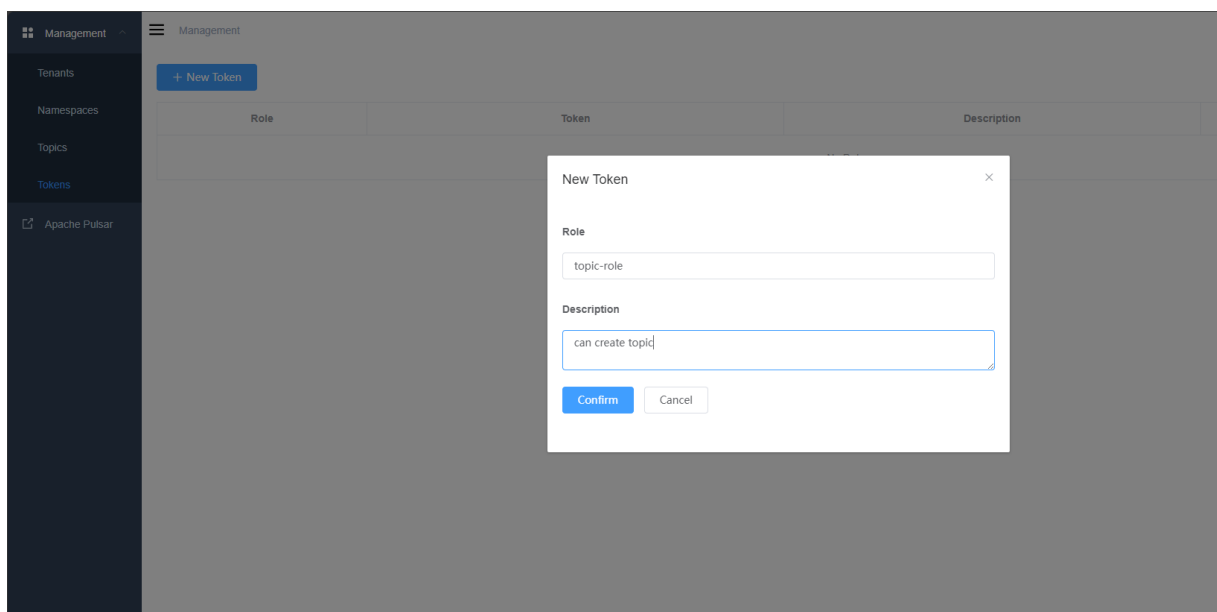 Management
Management
Tenants
+ New Token
Namespaces
Role Token Description
Topics
New Token
Tokens
Apache Pulsar
Role
topic-role
Description
can create topic
Confirm Cancel